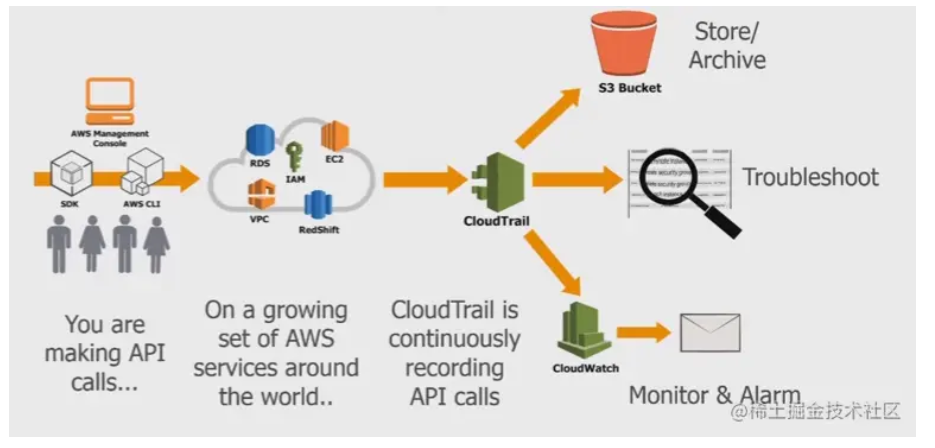 AWS Management
Console
SDK
AWS CLI
You are
making API
calls...
RDS
IAM
EC2
VPC
RedShift
On a growing
set of AWS
services around
the world..
CloudTrail
CloudTrail is
continuously
recording
API calls
S3 Bucket
Store/
Archive
Troubleshoot
CloudWatch
Monitor & Alarm
@稀土掘金技术社区